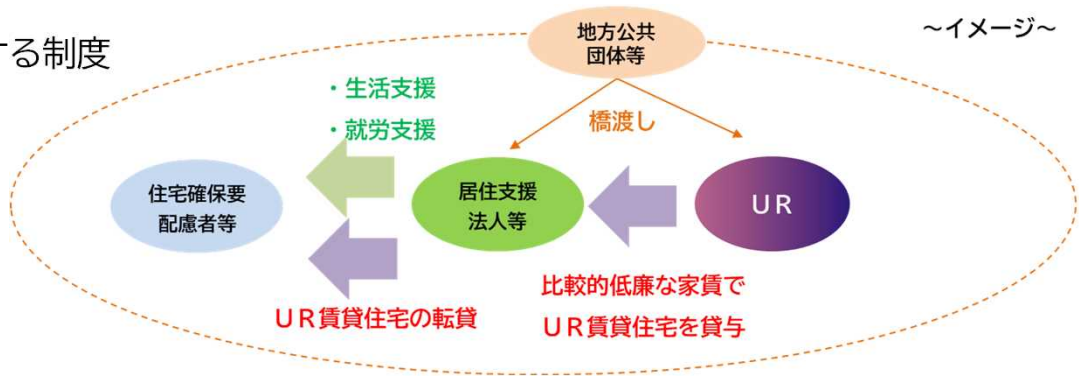 する制度
～イメージ～
地方公共
団体等
・生活支援
・就労支援
橋渡し
住宅確保要
配慮者等
居住支援
法人等
ＵＲ
ＵＲ賃貸住宅の転貸
比較的低廉な家賃で
ＵＲ賃貸住宅を貸与